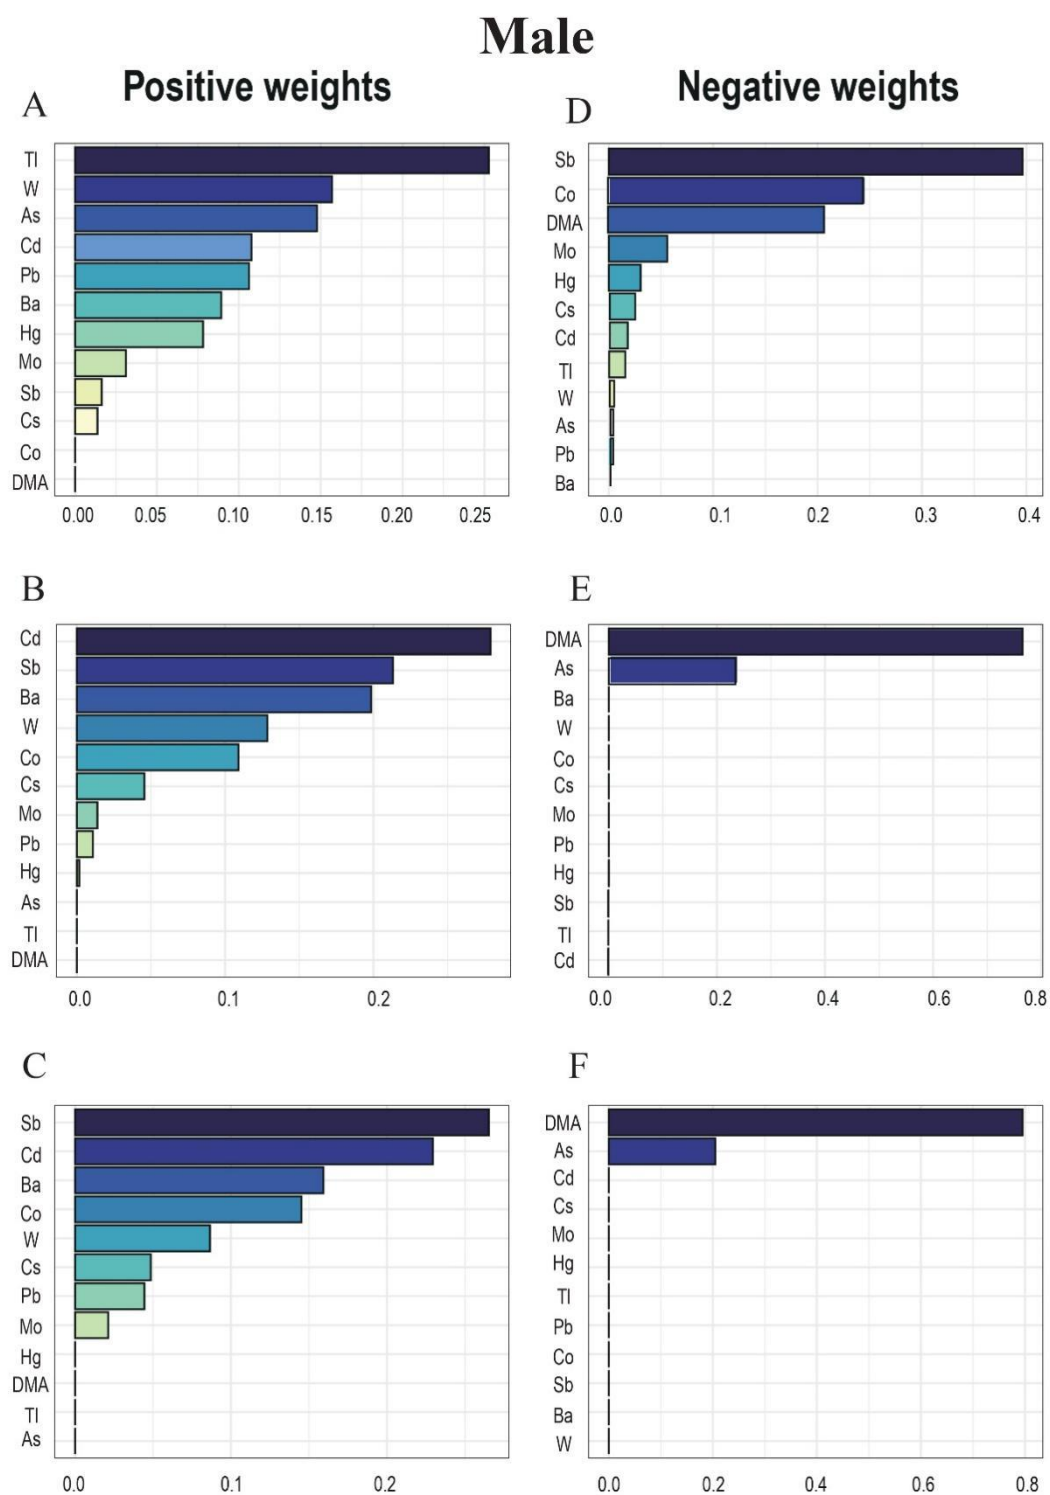 Male
Positive weights
Negative weights
A
Tl
W
As
Cd
Pb
Ba
Hg
Mo
Sb
Cs
Co
DMA
0.00 0.05 0.10 0.15 0.20 0.25
D
Sb
Co
DMA
Mo
Hg
Cs
Cd
Tl
W
As
Pb
Ba
0.0 0.1 0.2 0.3 0.4
B
Cd
Sb
Ba
W
Co
Cs
Mo
Pb
Hg
As
Tl
DMA
0.0 0.1 0.2
E
DMA
As
Ba
W
Co
Cs
Mo
Pb
Hg
Sb
Tl
Cd
0.0 0.2 0.4 0.6 0.8
C
Sb
Cd
Ba
Co
W
Cs
Pb
Mo
Hg
DMA
Tl
As
0.0 0.1 0.2
F
DMA
As
Cd
Cs
Mo
Hg
Tl
Pb
Co
Sb
Ba
W
0.0 0.2 0.4 0.6 0.8